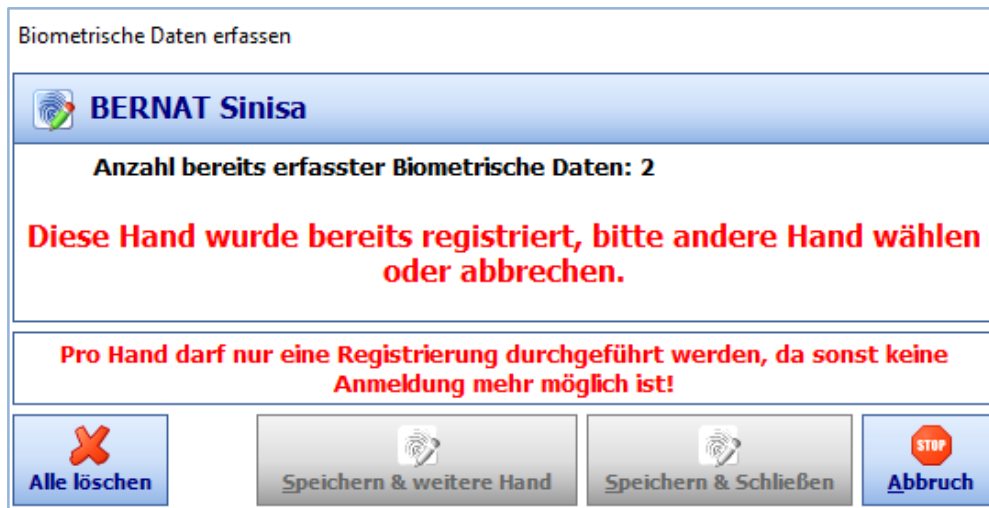 Biometrische Daten erfassen
BERNAT Sinisa
Anzahl bereits erfasster Biometrische Daten: 2
Diese Hand wurde bereits registriert, bitte andere Hand wählen
oder abbrechen.
Pro Hand darf nur eine Registrierung durchgeführt werden, da sonst keine
Anmeldung mehr möglich ist!
STOP
Alle löschen
Speichern & weitere Hand
Speichern & Schließen
Abbruch